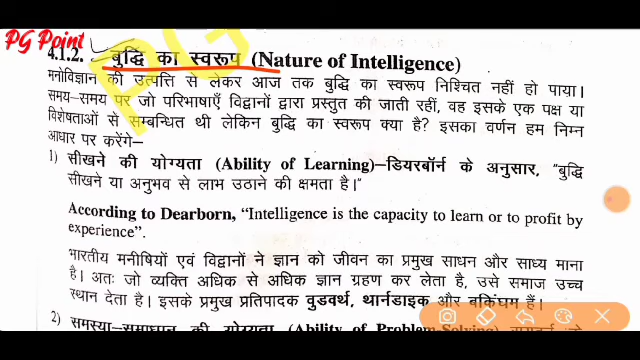 PG Point
4.1.2. बुद्धि का स्वरूप (Nature of Intelligence)
मनोविज्ञान की उत्पत्ति से लेकर आज तक बुद्धि का स्वरूप निश्चित नहीं हो पाया।
समय-समय पर जो परिभाषाएँ विद्वानों द्वारा प्रस्तुत की जाती रहीं, वह इसके एक पक्ष या
विशेषताओं से सम्बन्धित थी लेकिन बुद्धि का स्वरूप क्या है? इसका वर्णन हम निम्न
आधार पर करेंगे–
1) सीखने की योग्यता (Ability of Learning)–डियरबॉर्न के अनुसार, "बुद्धि
सीखने या अनुभव से लाभ उठाने की क्षमता है।"
According to Dearborn, "Intelligence is the capacity to learn or to profit by
experience".
भारतीय मनीषियों एवं विद्वानों ने ज्ञान को जीवन का प्रमुख साधन और साध्य माना
है। अतः जो व्यक्ति अधिक से अधिक ज्ञान ग्रहण कर लेता है, उसे समाज उच्च
स्थान देता है। इसके प्रमुख प्रतिपादक वुडवर्थ, थार्नडाइक और बकिंघम हैं।
2) समस्या-समाधान की योग्यता (Ability of Problem-Solving)